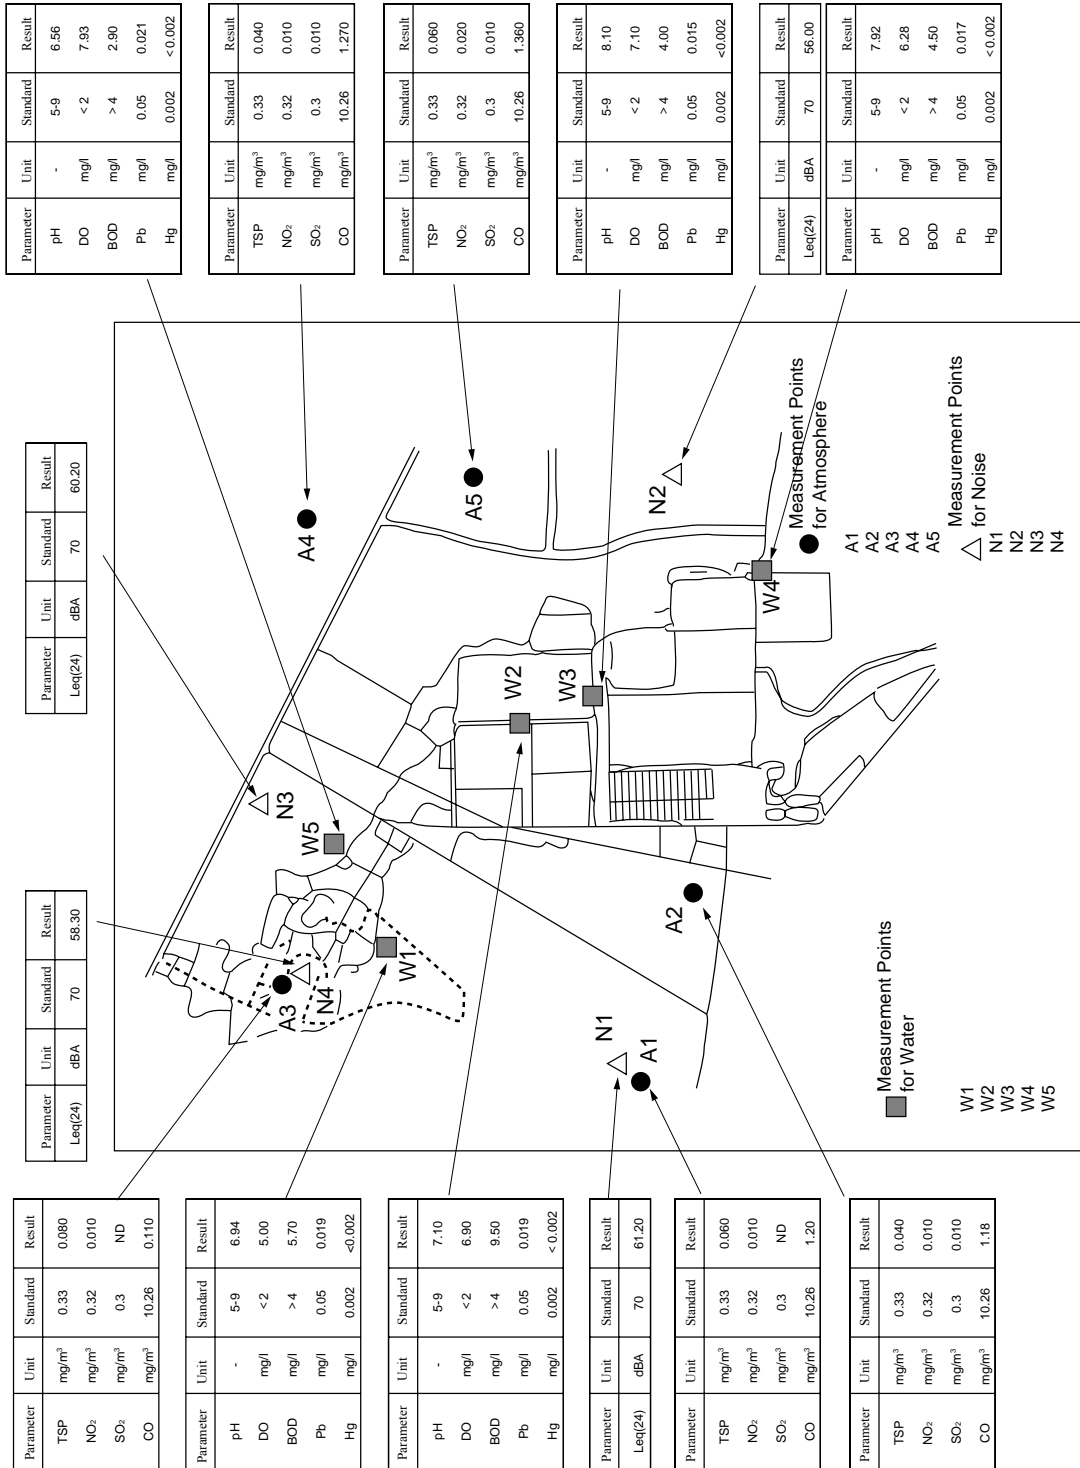 Parameter Unit Standard Result
TSP mg/m³ 0.33 0.080
NO₂ mg/m³ 0.32 0.010
SO₂ mg/m³ 0.3 ND
CO mg/m³ 10.26 0.110
Parameter Unit Standard Result
pH - 5-9 6.94
DO mg/l <2 5.00
BOD mg/l >4 5.70
Pb mg/l 0.05 0.019
Hg mg/l 0.002 <0.002
Parameter Unit Standard Result
pH - 5-9 7.10
DO mg/l <2 6.90
BOD mg/l >4 9.50
Pb mg/l 0.05 0.019
Hg mg/l 0.002 < 0.002
Parameter Unit Standard Result
Leq(24) dBA 70 61.20
Parameter Unit Standard Result
TSP mg/m³ 0.33 0.060
NO₂ mg/m³ 0.32 0.010
SO₂ mg/m³ 0.3 ND
CO mg/m³ 10.26 1.20
Parameter Unit Standard Result
TSP mg/m³ 0.33 0.040
NO₂ mg/m³ 0.32 0.010
SO₂ mg/m³ 0.3 0.010
CO mg/m³ 10.26 1.18
Parameter Unit Standard Result
Leq(24) dBA 70 58.30
Parameter Unit Standard Result
Leq(24) dBA 70 60.20
A3
N4
N3
W5
A4
W1
A5
W2
W3
N1
A1
A2
N2
W4
Measurement Points
for Water
W1
W2
W3
W4
W5
Measurement Points
for Atmosphere
A1
A2
A3
A4
A5
Measurement Points
for Noise
N1
N2
N3
N4
Parameter Unit Standard Result
pH - 5-9 6.56
DO mg/l < 2 7.93
BOD mg/l > 4 2.90
Pb mg/l 0.05 0.021
Hg mg/l 0.002 <0.002
Parameter Unit Standard Result
TSP mg/m³ 0.33 0.040
NO₂ mg/m³ 0.32 0.010
SO₂ mg/m³ 0.3 0.010
CO mg/m³ 10.26 1.270
Parameter Unit Standard Result
TSP mg/m³ 0.33 0.060
NO₂ mg/m³ 0.32 0.020
SO₂ mg/m³ 0.3 0.010
CO mg/m³ 10.26 1.360
Parameter Unit Standard Result
pH - 5-9 8.10
DO mg/l < 2 7.10
BOD mg/l > 4 4.00
Pb mg/l 0.05 0.015
Hg mg/l 0.002 <0.002
Parameter Unit Standard Result
Leq(24) dBA 70 56.00
Parameter Unit Standard Result
pH - 5-9 7.92
DO mg/l < 2 6.28
BOD mg/l > 4 4.50
Pb mg/l 0.05 0.017
Hg mg/l 0.002 < 0.002